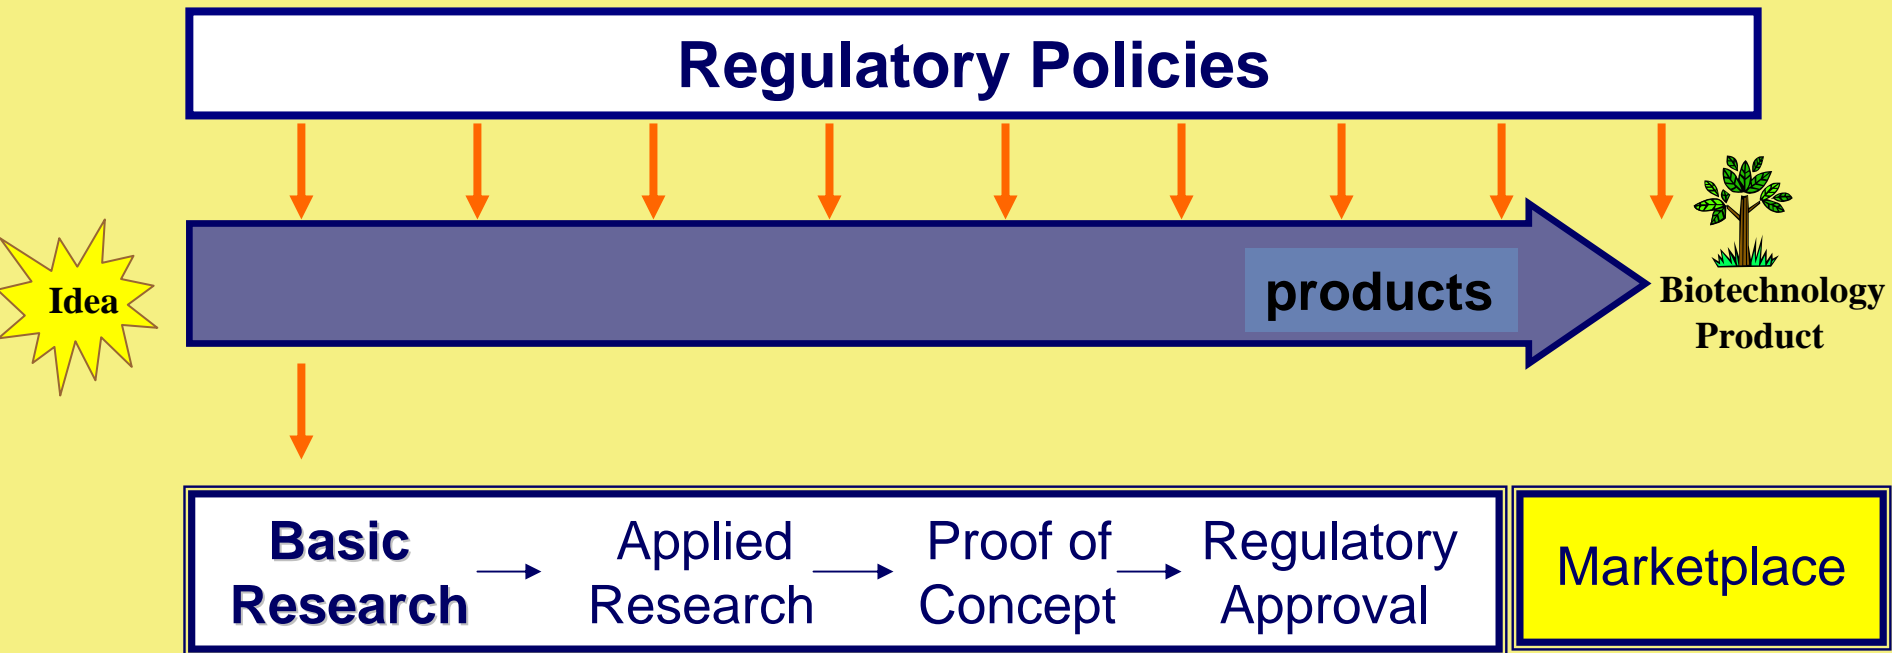 Regulatory Policies
Idea
products
Biotechnology
Product
Basic
Research
Applied
Research
Proof of
Concept
Regulatory
Approval
Marketplace